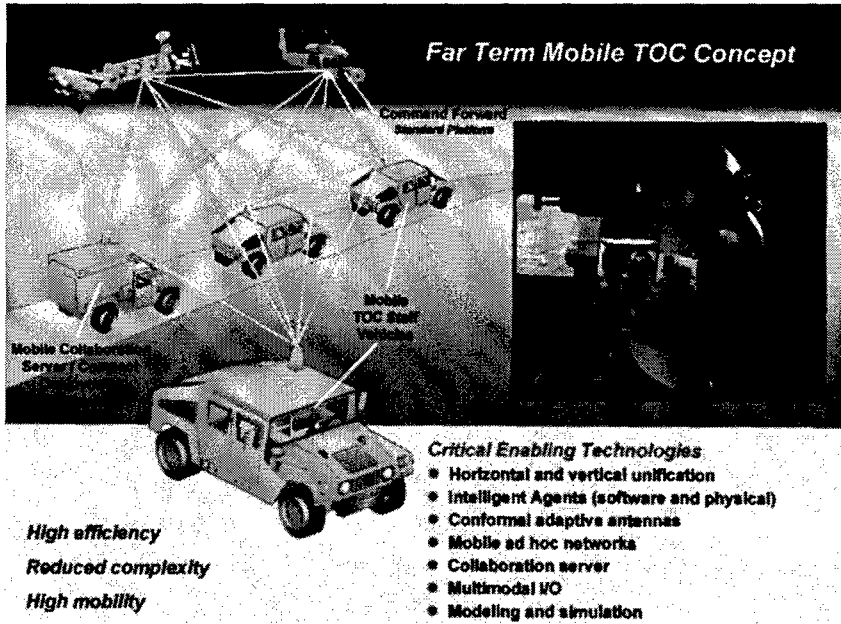 Far Term Mobile TOC Concept
Command Forward
Standard Platform
Mobile
TOC Staff
Vehicles
Mobile Collaboration
Server /
Critical Enabling Technologies
● Horizontal and vertical unification
● Intelligent Agents (software and physical)
● Conformal adaptive antennas
● Mobile ad hoc networks
● Collaboration server
● Multimodal I/O
● Modeling and simulation
High efficiency
Reduced complexity
High mobility